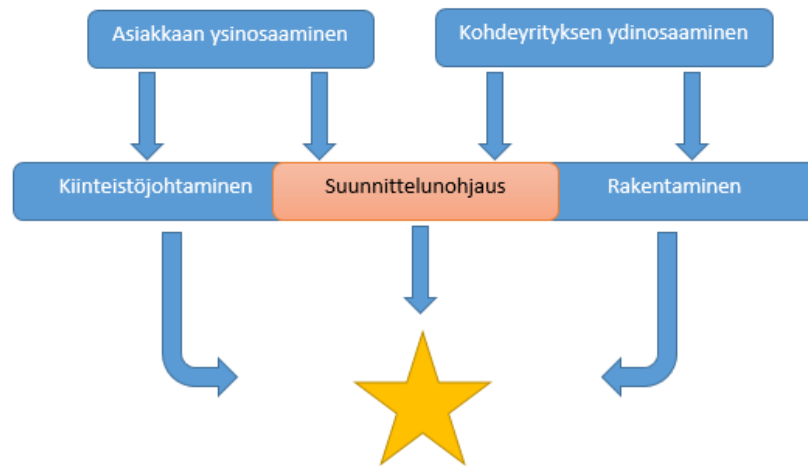 Asiakkaan ysinosaaminen
Kohdeyrityksen ydinosaaminen
Kiinteistöjohtaminen
Suunnittelunohjaus
Rakentaminen